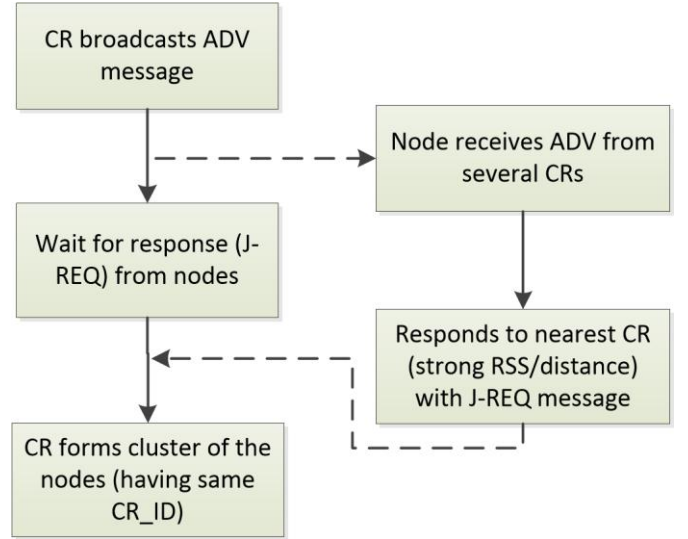 CR broadcasts ADV
message
Node receives ADV from
several CRs
Wait for response (J-
REQ) from nodes
Responds to nearest CR
(strong RSS/distance)
with J-REQ message
CR forms cluster of the
nodes (having same
CR_ID)